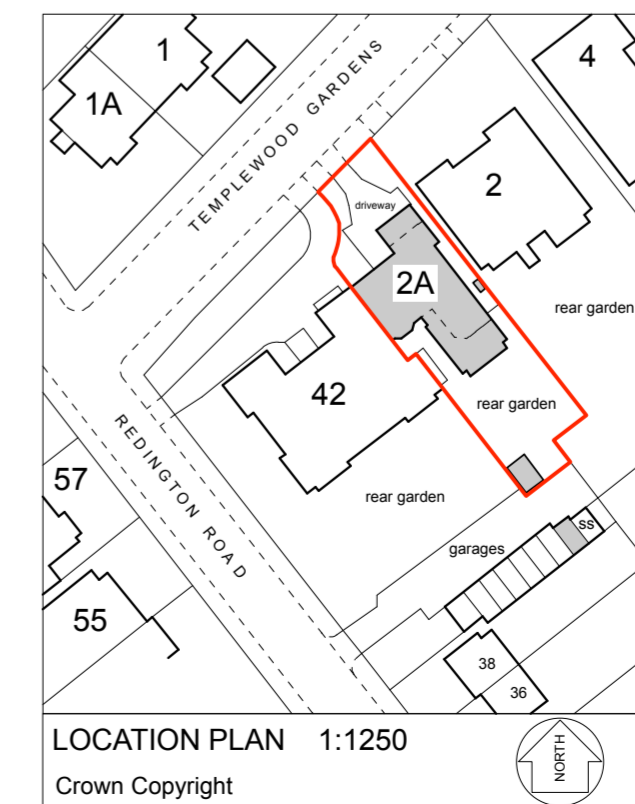 1
4
1A
TEMPLEWOOD GARDENS
2
driveway
2A
rear garden
42
rear garden
REDINGTON ROAD
57
rear garden
ss
garages
55
38
36
LOCATION PLAN 1:1250
NORTH
Crown Copyright